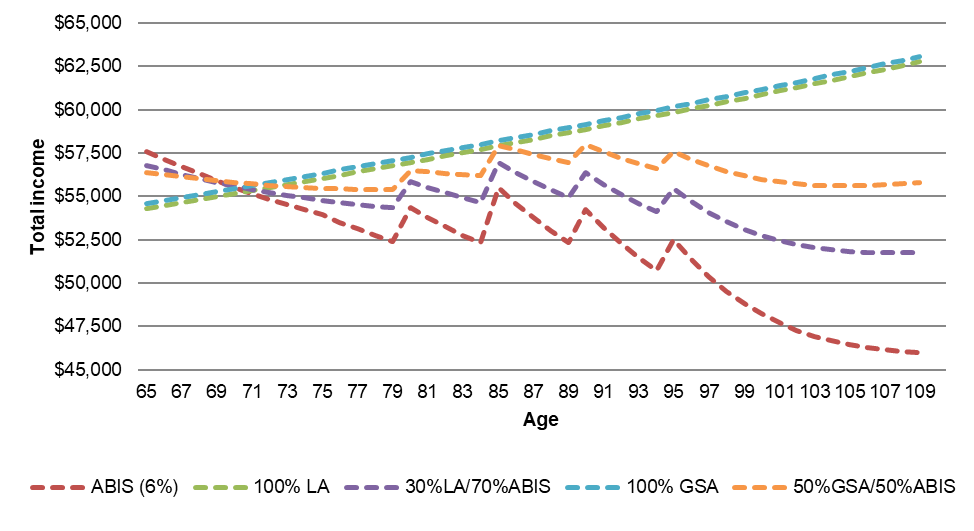 $65,000
$62,500
$60,000
$57,500
$55,000
$52,500
$50,000
$47,500
$45,000
Total income
65 67 69 71 73 75 77 79 81 83 85 87 89 91 93 95 97 99 101 103 105 107 109
Age
ABIS (6%) 100% LA 30%LA/70%ABIS 100% GSA 50%GSA/50%ABIS